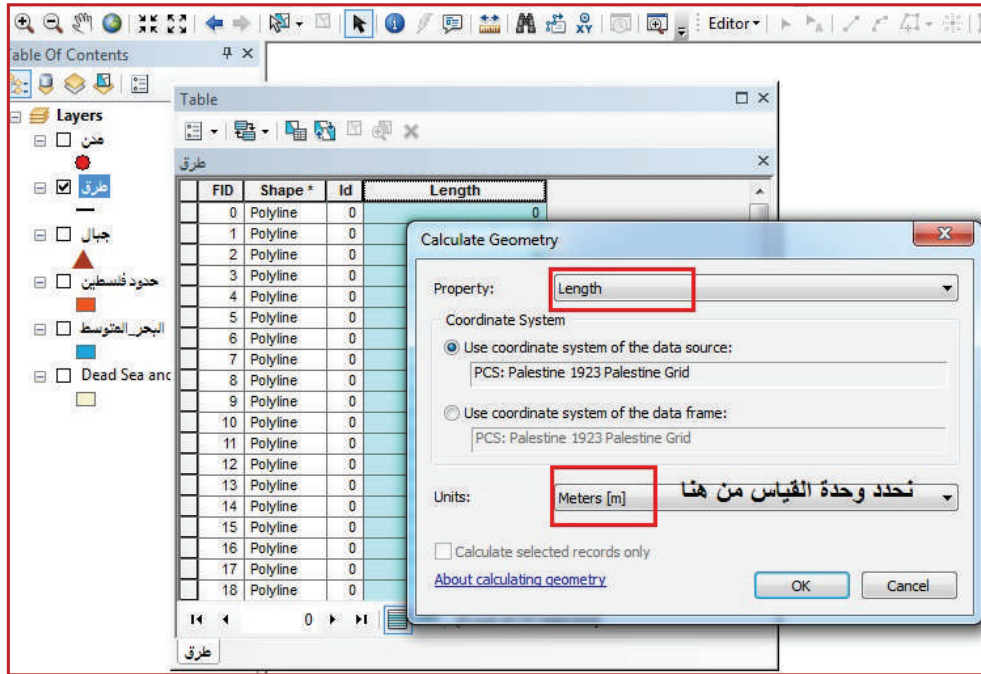 Editor
able Of Contents
Layers
مدن
طرق
جبال
حدود فلسطين
البحر_المتوسط
Dead Sea and
Table
طرق
FID Shape * Id Length
0 Polyline 0 0
1 Polyline 0
2 Polyline 0
3 Polyline 0
4 Polyline 0
5 Polyline 0
6 Polyline 0
7 Polyline 0
8 Polyline 0
9 Polyline 0
10 Polyline 0
11 Polyline 0
12 Polyline 0
13 Polyline 0
14 Polyline 0
15 Polyline 0
16 Polyline 0
17 Polyline 0
18 Polyline 0
0
طرق
Calculate Geometry
Property: Length
Coordinate System
Use coordinate system of the data source:
PCS: Palestine 1923 Palestine Grid
Use coordinate system of the data frame:
PCS: Palestine 1923 Palestine Grid
Units: Meters [m] نحدد وحدة القياس من هنا
Calculate selected records only
About calculating geometry
OK Cancel